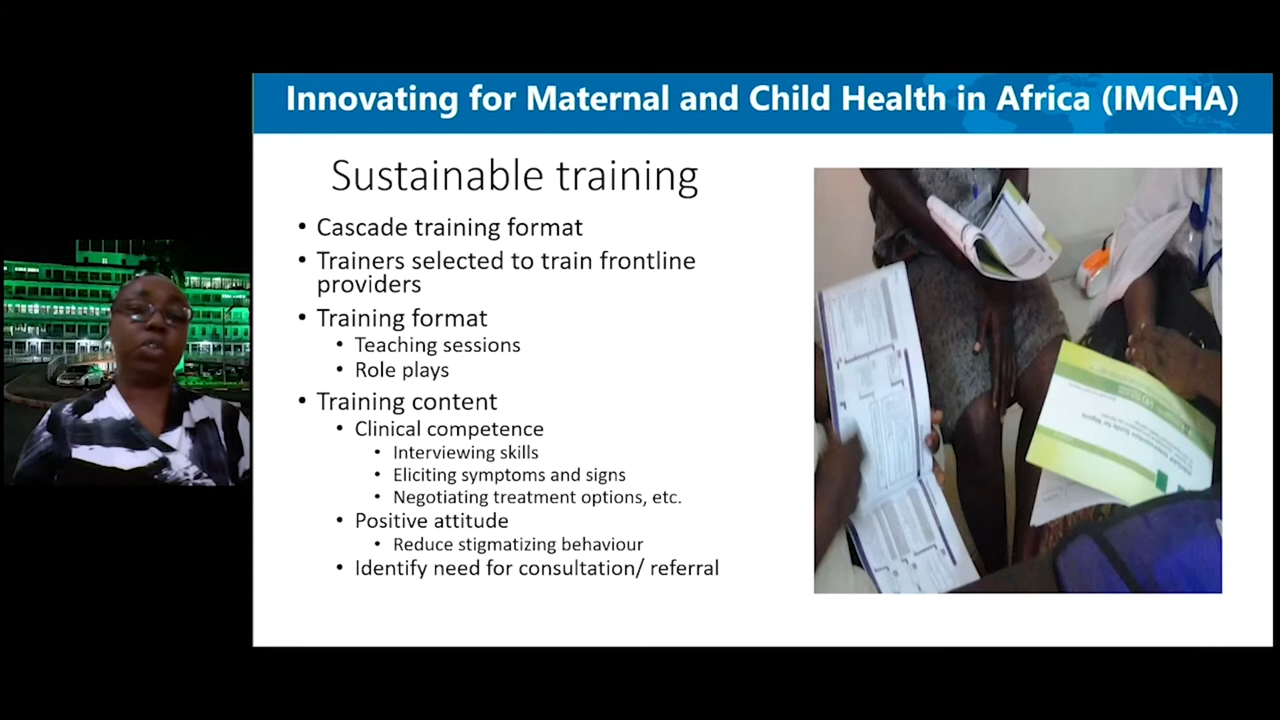 Innovating for Maternal and Child Health in Africa (IMCHA)
Sustainable training
• Cascade training format
• Trainers selected to train frontline
providers
• Training format
• Teaching sessions
• Role plays
• Training content
• Clinical competence
• Interviewing skills
• Eliciting symptoms and signs
• Negotiating treatment options, etc.
• Positive attitude
• Reduce stigmatizing behaviour
• Identify need for consultation/ referral